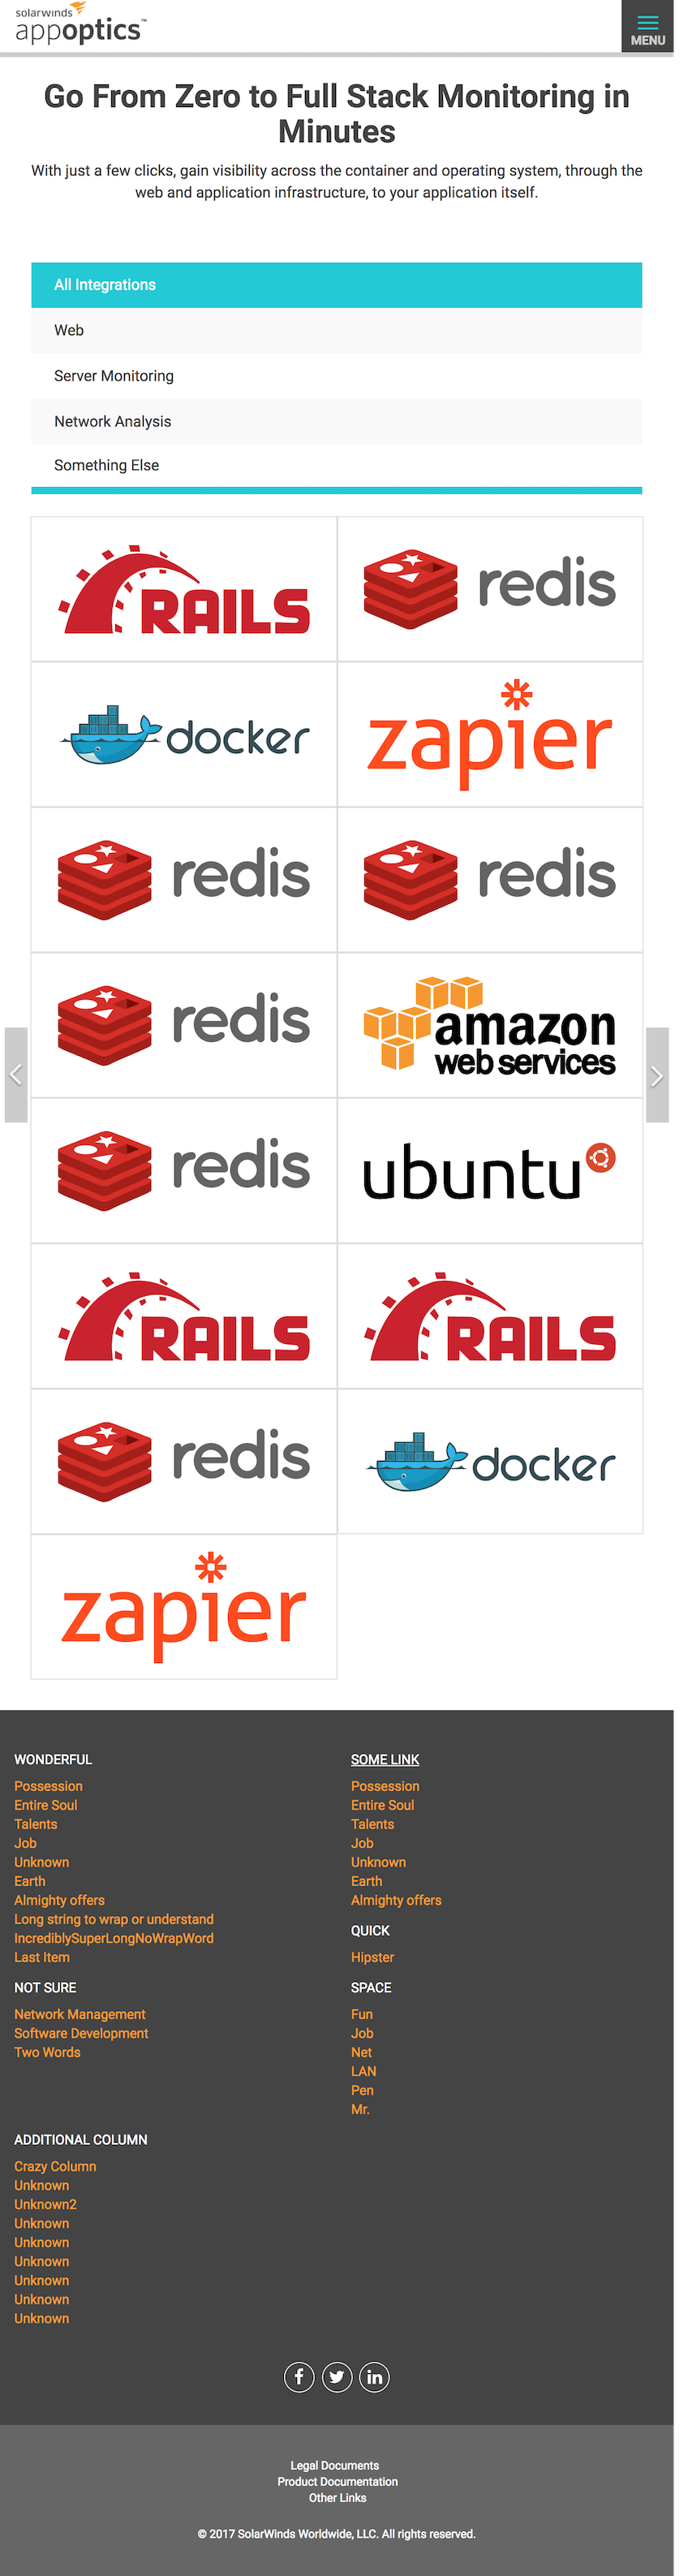 solarwinds
appoptics™
MENU
Go From Zero to Full Stack Monitoring in
Minutes
With just a few clicks, gain visibility across the container and operating system, through the
web and application infrastructure, to your application itself.
All Integrations
Web
Server Monitoring
Network Analysis
Something Else
RAILS
redis
docker
zapier
redis
redis
redis
amazon
web services
redis
ubuntu
RAILS
RAILS
redis
docker
zapier
WONDERFUL
Possession
Entire Soul
Talents
Job
Unknown
Earth
Almighty offers
Long string to wrap or understand
IncrediblySuperLongNoWrapWord
Last Item
SOME LINK
Possession
Entire Soul
Talents
Job
Unknown
Earth
Almighty offers
QUICK
Hipster
NOT SURE
Network Management
Software Development
Two Words
SPACE
Fun
Job
Net
LAN
Pen
Mr.
ADDITIONAL COLUMN
Crazy Column
Unknown
Unknown2
Unknown
Unknown
Unknown
Unknown
Unknown
Unknown
f
in
Legal Documents
Product Documentation
Other Links
© 2017 SolarWinds Worldwide, LLC. All rights reserved.